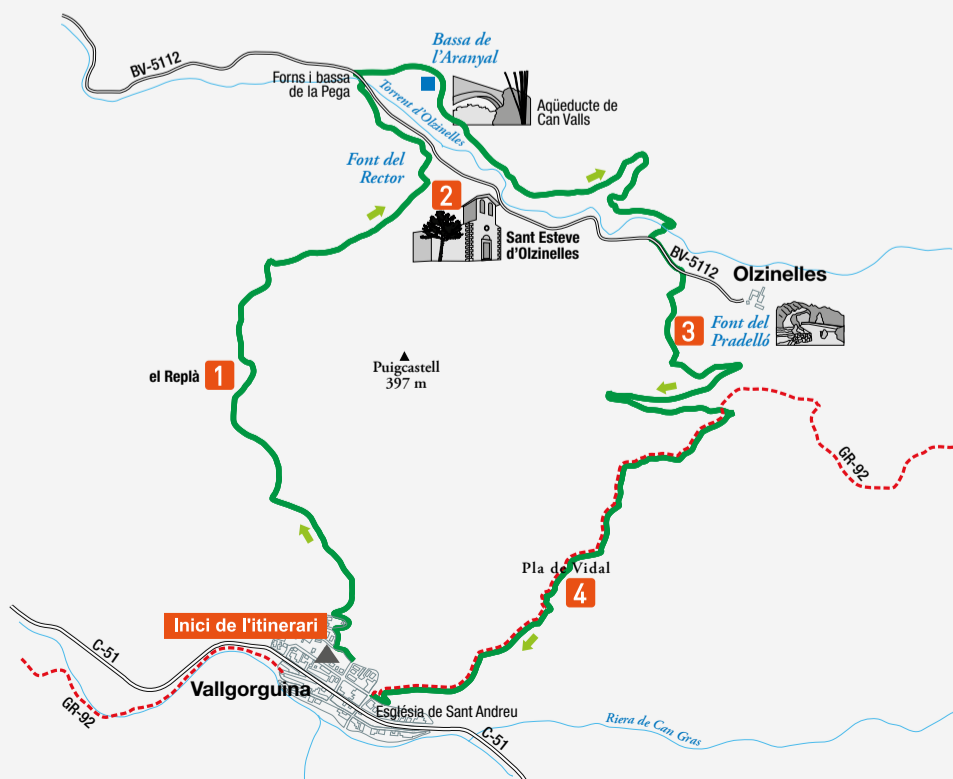 BV-5112
Forns i bassa
de la Pega
Bassa de
l'Aranyal
Torrent d'Olzinelles
Aqüeducte de
Can Valls
Font del
Rector
2
Sant Esteve
d'Olzinelles
BV-5112
Olzinelles
3
Font del
Pradelló
el Replà
1
Puigcastell
397 m
GR-92
Pla de Vidal
4
Inici de l'itinerari
C-51
Vallgorguina
GR-92
Església de Sant Andreu
C-51
Riera de Can Gras